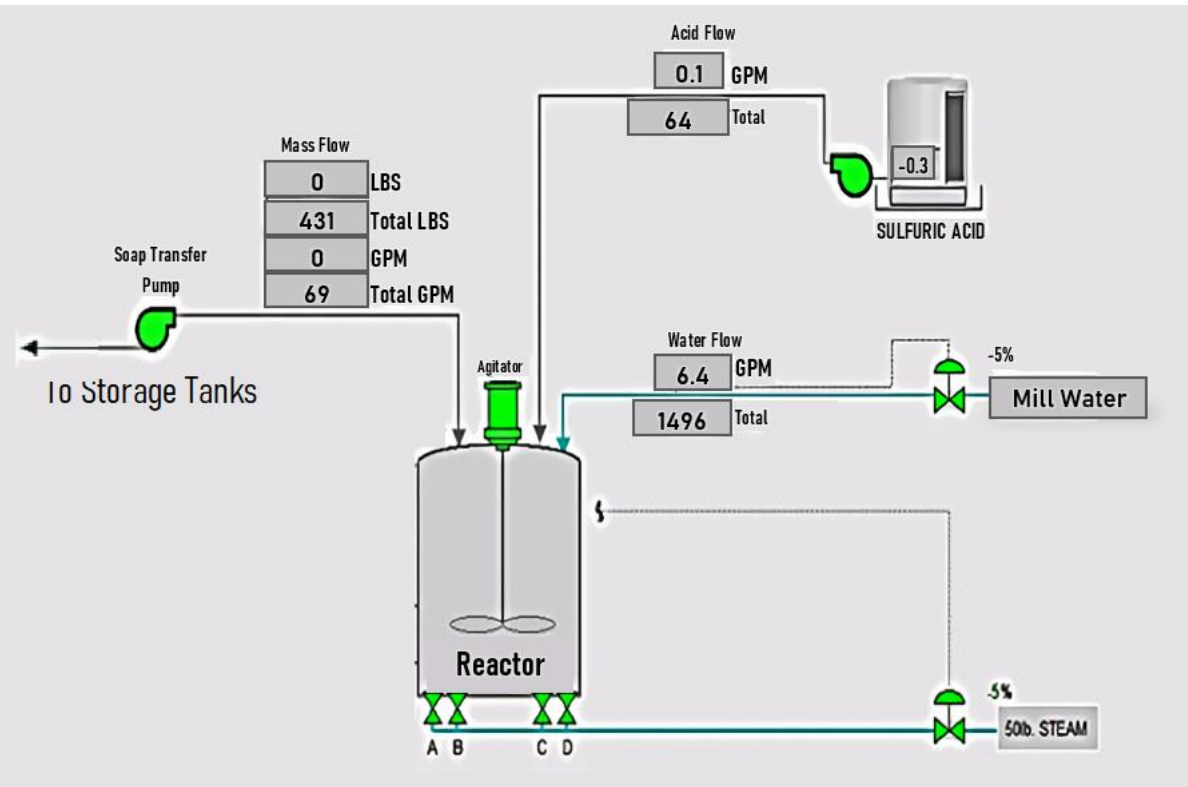 Acid Flow
0.1 GPM
64 Total
-0.3
SULFURIC ACID
Mass Flow
0 LBS
431 Total LBS
0 GPM
69 Total GPM
Soap Transfer
Pump
To Storage Tanks
Agitator
Water Flow
6.4 GPM
1496 Total
-5%
Mill Water
Reactor
-5%
50lb. STEAM
A B C D